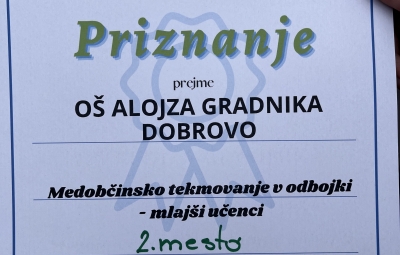 Priznanje
prejme
OŠ ALOJZA GRADNIKA
DOBROVO
Medobčinsko tekmovanje v odbojki
- mlajši učenci
2. mesto